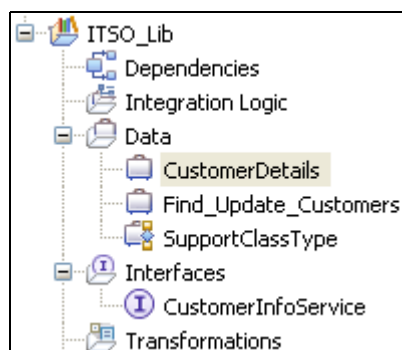 ITSO_Lib
Dependencies
Integration Logic
Data
CustomerDetails
Find_Update_Customers
SupportClassType
Interfaces
CustomerInfoService
Transformations